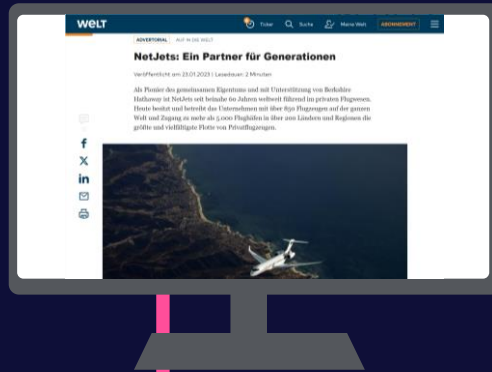 WELT
Ticker Suche Meine Welt ABONNEMENT
ADVERTORIAL AUF IN DIE WELT
NetJets: Ein Partner für Generationen
Veröffentlicht am 23.01.2023 | Lesedauer: 2 Minuten
Als Pionier des gemeinsamen Eigentums und mit Unterstützung von Berkshire
Hathaway ist NetJets seit beinahe 60 Jahren weltweit führend im privaten Flugwesen.
Heute besitzt und betreibt das Unternehmen mit über 850 Flugzeugen auf der ganzen
Welt und Zugang zu mehr als 5.000 Flughäfen in über 200 Ländern und Regionen die
größte und vielfältigste Flotte von Privatflugzeugen.